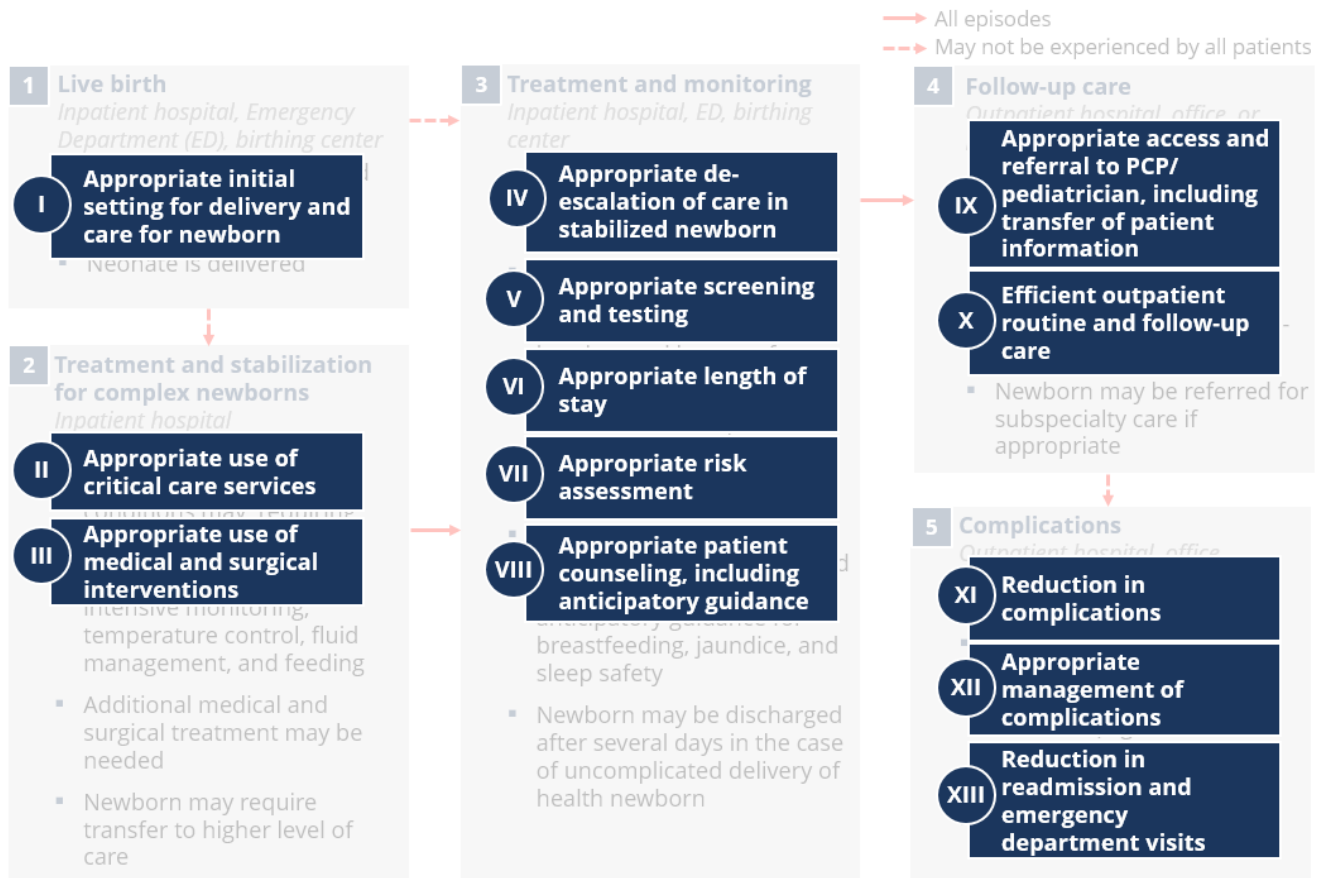 All episodes
May not be experienced by all patients
1
Live birth
Inpatient hospital, Emergency
Department (ED), birthing center
I
Appropriate initial
setting for delivery and
care for newborn
Neonate is delivered
2
Treatment and stabilization
for complex newborns
Inpatient hospital
II
Appropriate use of
critical care services
III
Appropriate use of
medical and surgical
interventions
intensive monitoring,
temperature control, fluid
management, and feeding
Additional medical and
surgical treatment may be
needed
Newborn may require
transfer to higher level of
care
3
Treatment and monitoring
Inpatient hospital, ED, birthing
center
IV
Appropriate de-
escalation of care in
stabilized newborn
V
Appropriate screening
and testing
VI
Appropriate length of
stay
VII
Appropriate risk
assessment
VIII
Appropriate patient
counseling, including
anticipatory guidance
anticipatory guidance for
breastfeeding, jaundice, and
sleep safety
Newborn may be discharged
after several days in the case
of uncomplicated delivery of
health newborn
4
Follow-up care
Outpatient hospital, office, or
IX
Appropriate access and
referral to PCP/
pediatrician, including
transfer of patient
information
X
Efficient outpatient
routine and follow-up
care
Newborn may be referred for
subspecialty care if
appropriate
5
Complications
Outpatient hospital, office
XI
Reduction in
complications
XII
Appropriate
management of
complications
XIII
Reduction in
readmission and
emergency
department visits